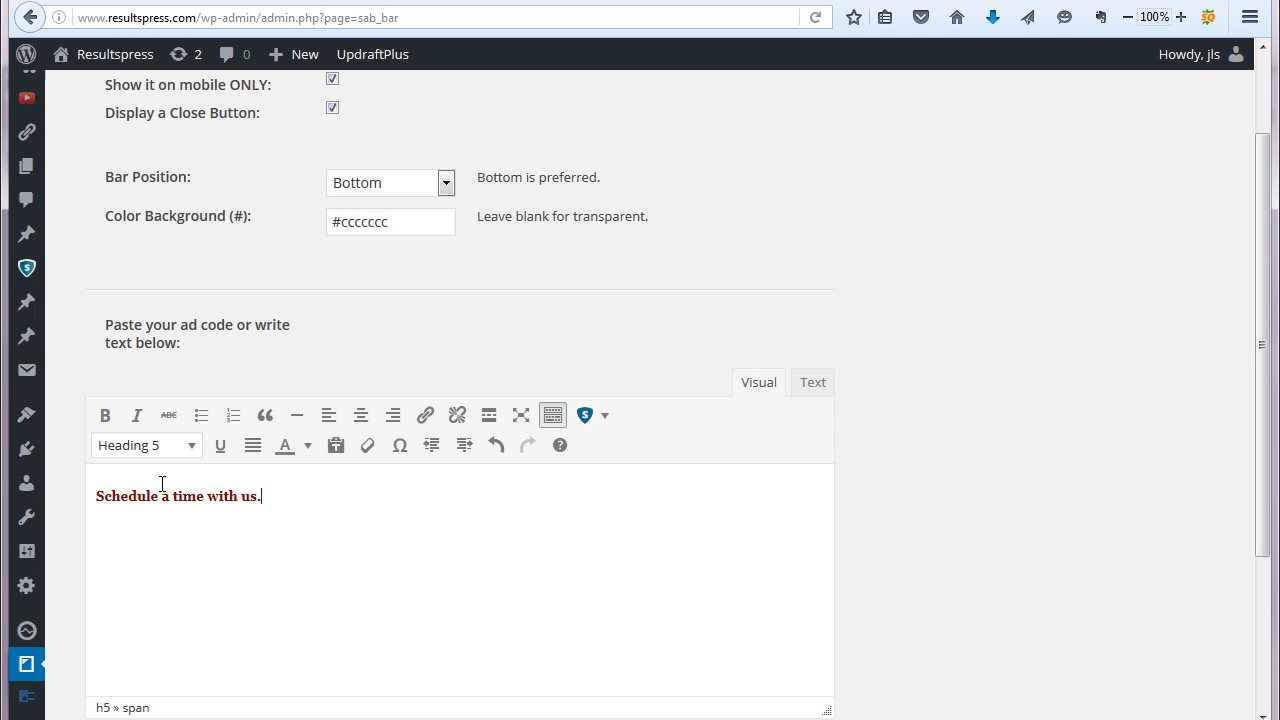 www.resultspress.com/wp-admin/admin.php?page=sab_bar
100%
Resultspress
2
0
New
UpdraftPlus
Howdy, jls
Show it on mobile ONLY:
Display a Close Button:
Bar Position:
Bottom
Bottom is preferred.
Color Background (#):
#ccccccc
Leave blank for transparent.
Paste your ad code or write
text below:
Visual
Text
B
I
ABC
S
Heading 5
U
A
Ω
?
Schedule a time with us.
h5 » span